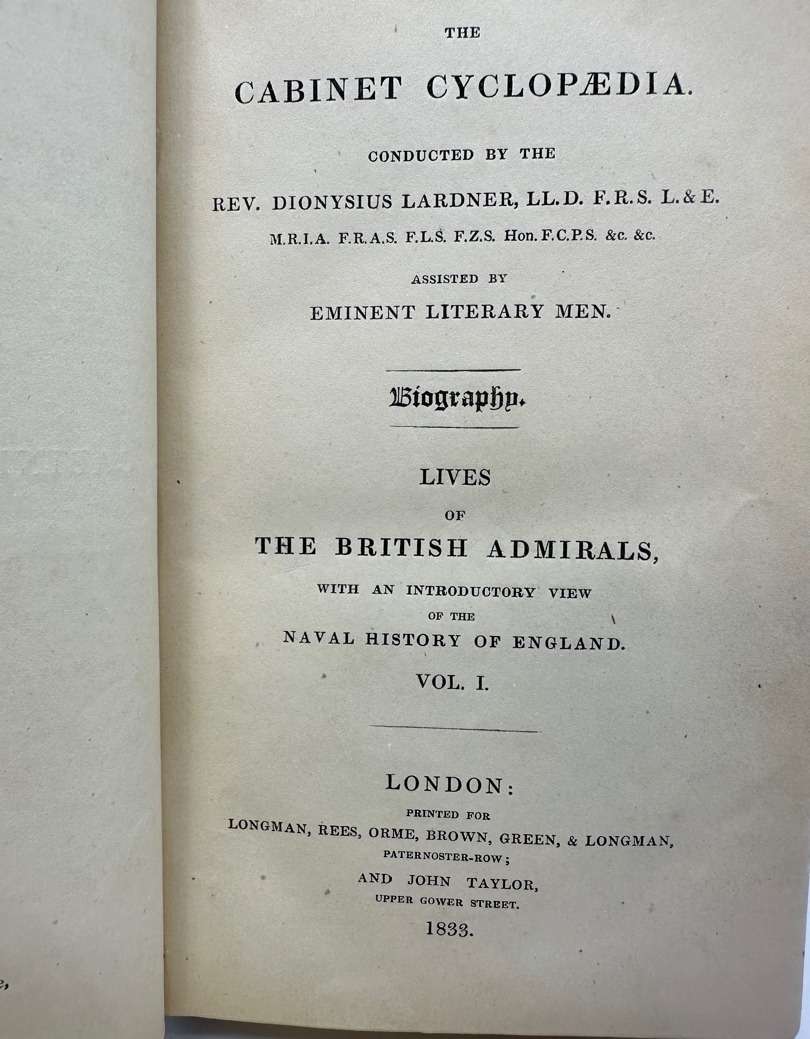 THE
CABINET CYCLOPÆDIA.
CONDUCTED BY THE
REV. DIONYSIUS LARDNER, LL.D. F.R.S. L.&E.
M.R.I.A. F.R.A.S. F.L.S. F.Z.S. Hon. F.C.P.S. &c. &c.
ASSISTED BY
EMINENT LITERARY MEN.
Biography.
LIVES
OF
THE BRITISH ADMIRALS,
WITH AN INTRODUCTORY VIEW
OF THE
NAVAL HISTORY OF ENGLAND.
VOL. I.
LONDON:
PRINTED FOR
LONGMAN, REES, ORME, BROWN, GREEN, & LONGMAN,
PATERNOSTER-ROW;
AND JOHN TAYLOR,
UPPER GOWER STREET.
1833.